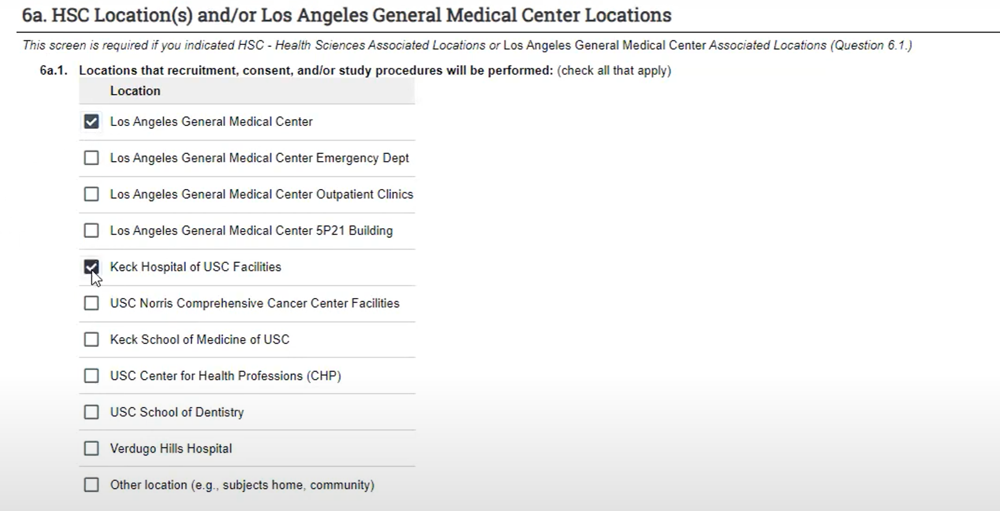 6a. HSC Location(s) and/or Los Angeles General Medical Center Locations
This screen is required if you indicated HSC - Health Sciences Associated Locations or Los Angeles General Medical Center Associated Locations (Question 6.1.)
6a.1. Locations that recruitment, consent, and/or study procedures will be performed: (check all that apply)
Location
Los Angeles General Medical Center
Los Angeles General Medical Center Emergency Dept
Los Angeles General Medical Center Outpatient Clinics
Los Angeles General Medical Center 5P21 Building
Keck Hospital of USC Facilities
USC Norris Comprehensive Cancer Center Facilities
Keck School of Medicine of USC
USC Center for Health Professions (CHP)
USC School of Dentistry
Verdugo Hills Hospital
Other location (e.g., subjects home, community)